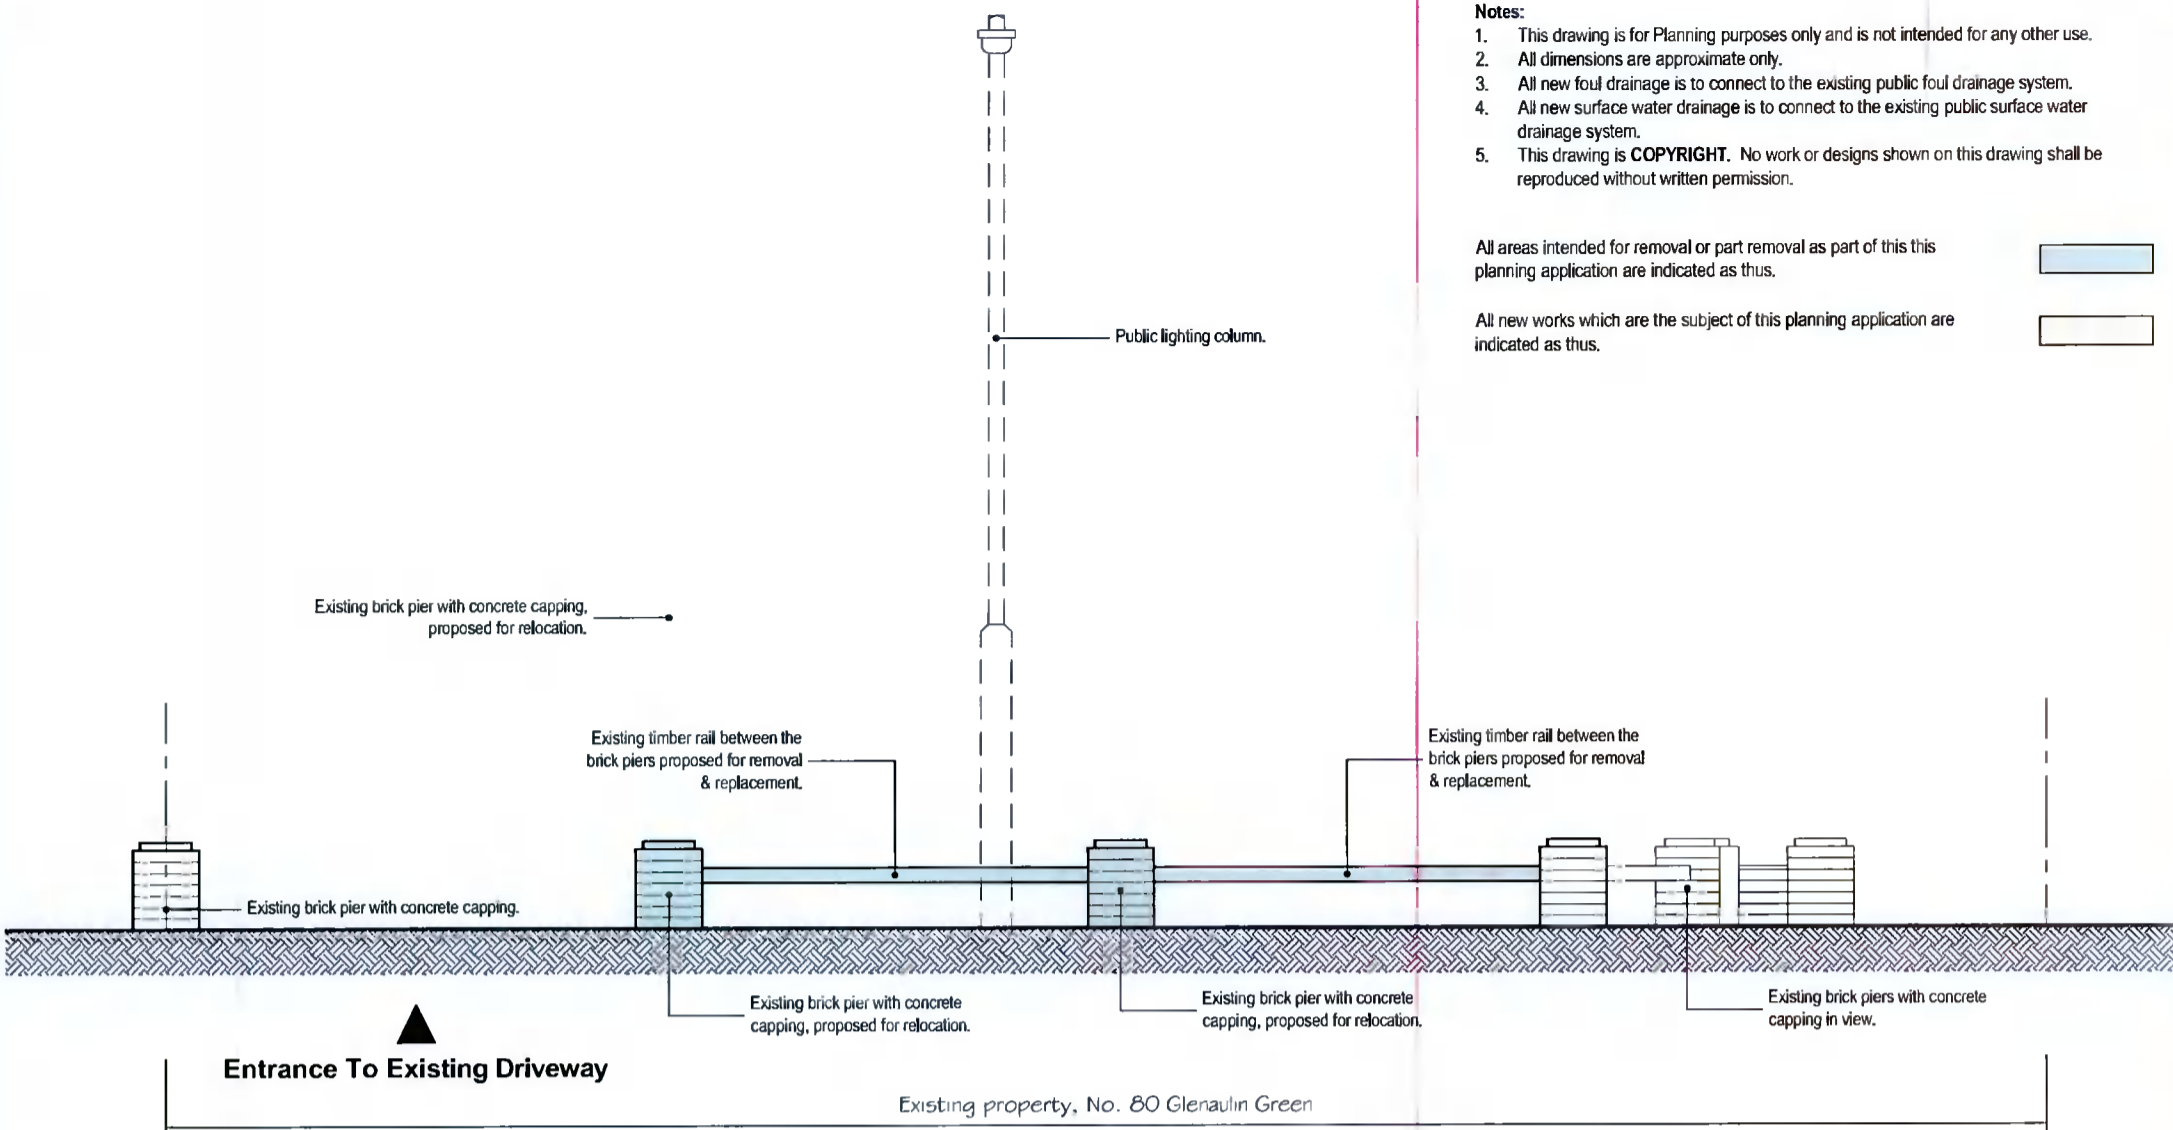 Notes:
1. This drawing is for Planning purposes only and is not intended for any other use.
2. All dimensions are approximate only.
3. All new foul drainage is to connect to the existing public foul drainage system.
4. All new surface water drainage is to connect to the existing public surface water
drainage system.
5. This drawing is COPYRIGHT. No work or designs shown on this drawing shall be
reproduced without written permission.
All areas intended for removal or part removal as part of this this
planning application are indicated as thus.
All new works which are the subject of this planning application are
indicated as thus.
Public lighting column.
Existing brick pier with concrete capping,
proposed for relocation.
Existing timber rail between the
brick piers proposed for removal
& replacement.
Existing timber rail between the
brick piers proposed for removal
& replacement.
Existing brick pier with concrete capping.
Existing brick pier with concrete
capping, proposed for relocation.
Existing brick pier with concrete
capping, proposed for relocation.
Existing brick piers with concrete
capping in view.
Entrance To Existing Driveway
Existing property, No. 80 Glenaulin Green